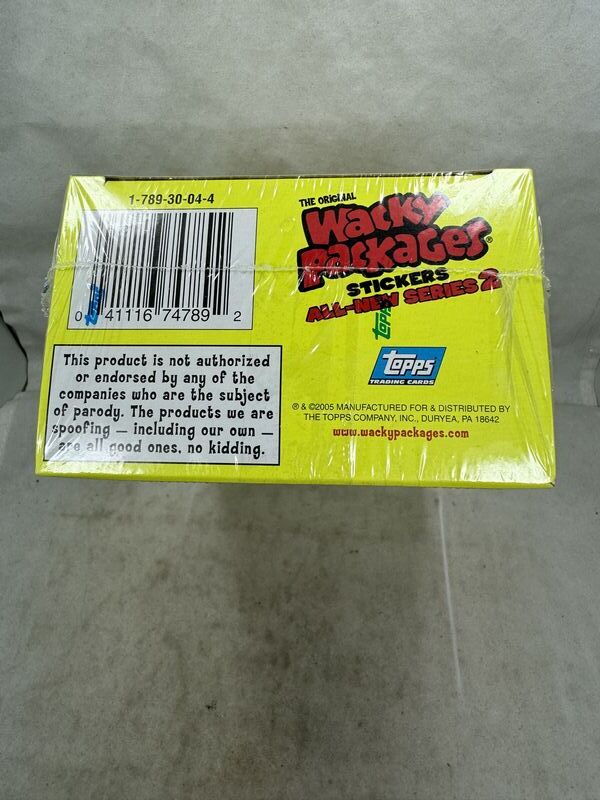 1-789-30-04-4
0 41116 74789 2
THE ORIGINAL
Wacky
Packages®
STICKERS
ALL-NEW SERIES 2
topps
TRADING CARDS
This product is not authorized
or endorsed by any of the
companies who are the subject
of parody. The products we are
spoofing — including our own —
are all good ones, no kidding.
® & ©2005 MANUFACTURED FOR & DISTRIBUTED BY
THE TOPPS COMPANY, INC., DURYEA, PA 18642
www.wackypackages.com
topps
topps